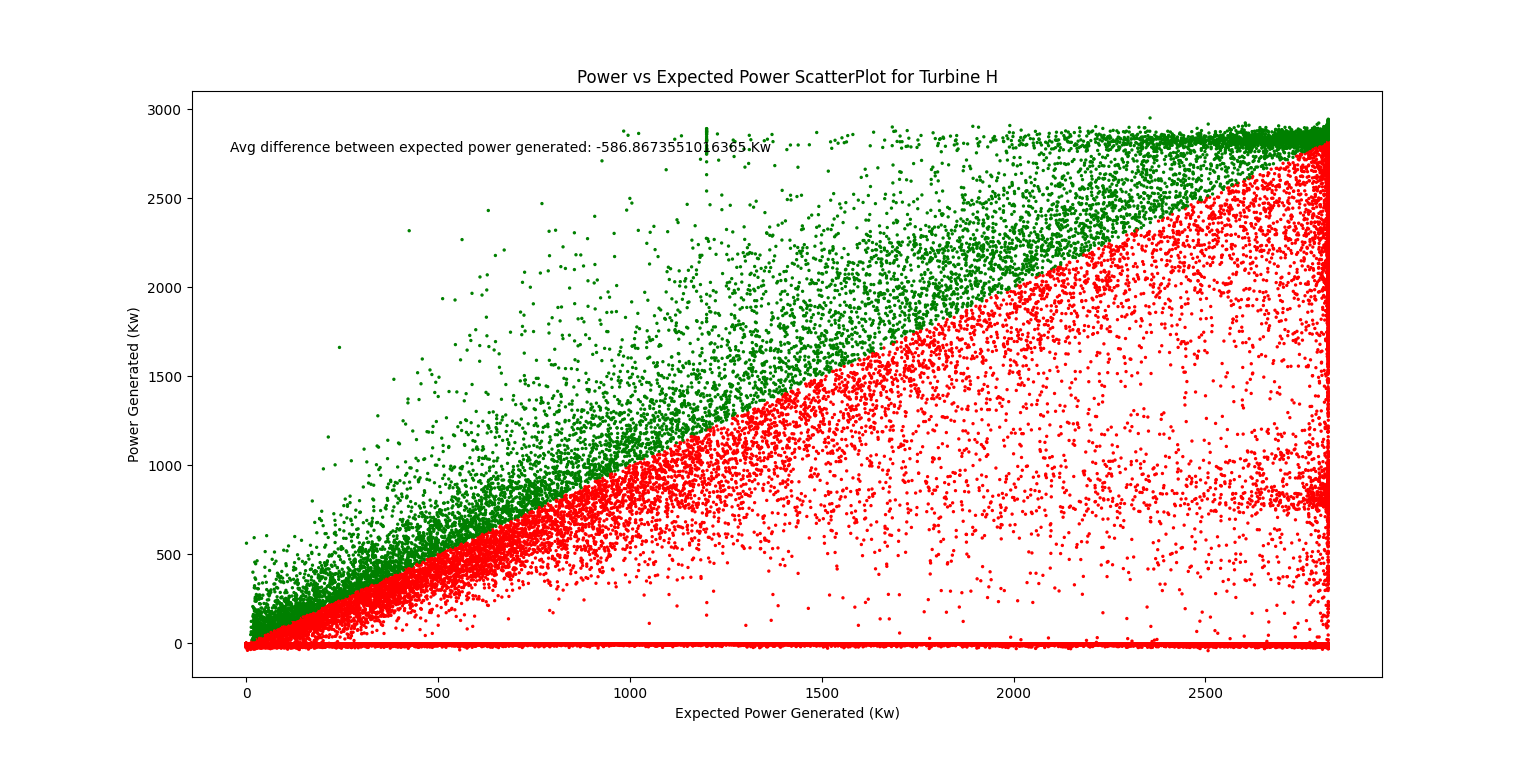 Power vs Expected Power ScatterPlot for Turbine H
3000
Avg difference between expected power generated: -586.8673551016365 Kw
2500
2000
1500
1000
500
0
Power Generated (Kw)
0 500 1000 1500 2000 2500
Expected Power Generated (Kw)